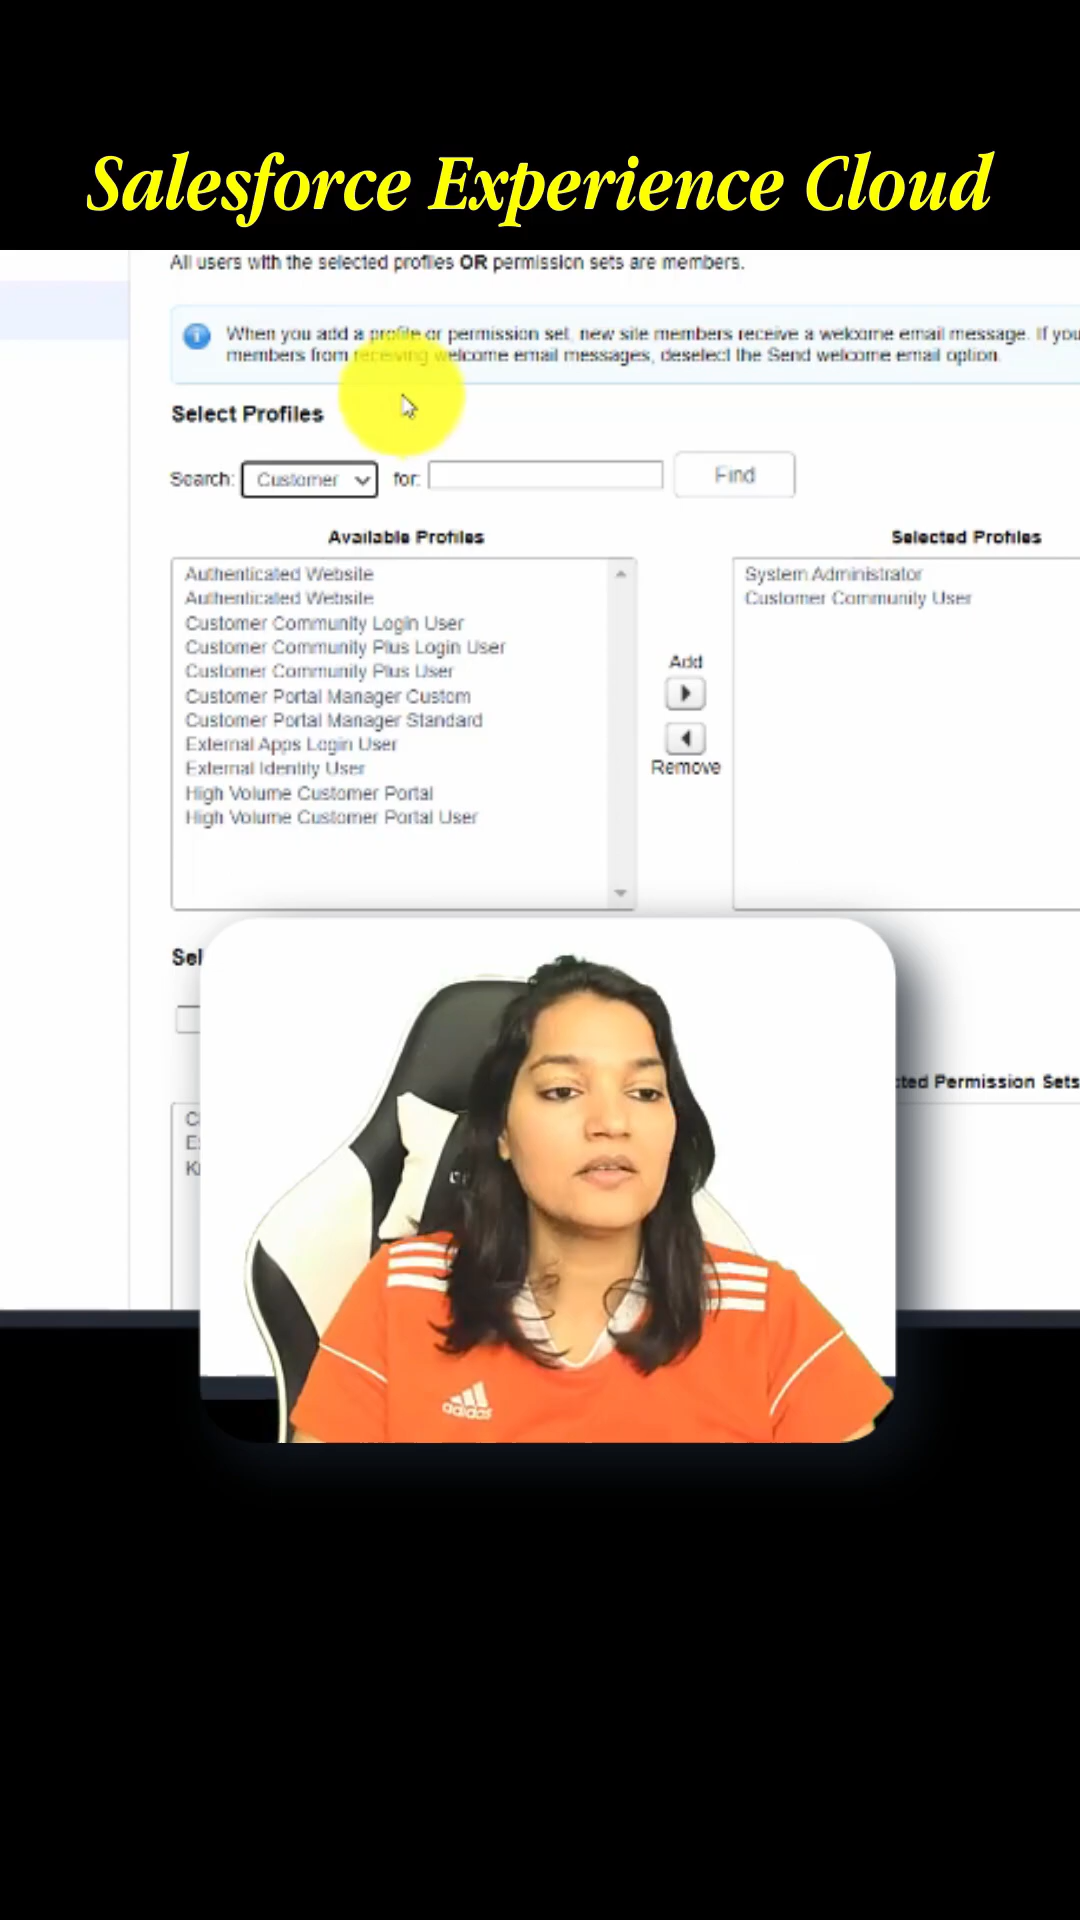 Salesforce Experience Cloud
All users with the selected profiles OR permission sets are members.
When you add a profile or permission set, new site members receive a welcome email message. If you
members from receiving welcome email messages, deselect the Send welcome email option.
Select Profiles
Search: Customer for: Find
Available Profiles
Selected Profiles
Authenticated Website
Authenticated Website
Customer Community Login User
Customer Community Plus Login User
Customer Community Plus User
Customer Portal Manager Custom
Customer Portal Manager Standard
External Apps Login User
External Identity User
High Volume Customer Portal
High Volume Customer Portal User
Add
Remove
System Administrator
Customer Community User
Sel
cted Permission Sets
C
E
K
adidas